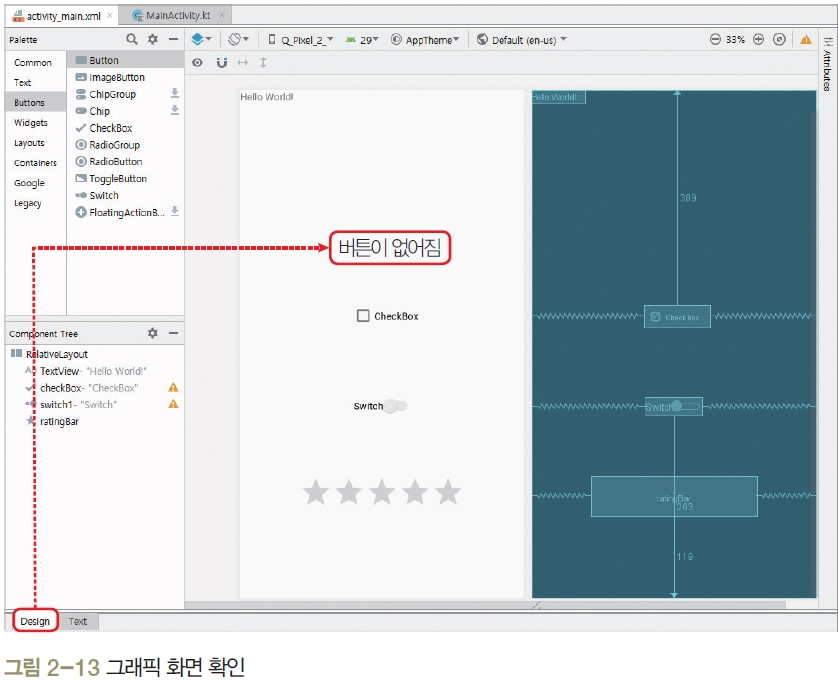 activity_main.xml × MainActivity.kt ×
Palette
Q_Pixel_2_ 29 AppTheme Default (en-us) 33%
Attributes
Common
Text
Buttons
Widgets
Layouts
Containers
Google
Legacy
Button
ImageButton
ChipGroup
Chip
CheckBox
RadioGroup
RadioButton
ToggleButton
Switch
FloatingActionB...
Hello World!
버튼이 없어짐
CheckBox
Switch
Hello World!
309
Check Box
Switch
ratingBar
263
119
Component Tree
RelativeLayout
Ab TextView- "Hello World!"
checkBox- "CheckBox"
switch1- "Switch"
ratingBar
Design Text
그림 2-13 그래픽 화면 확인